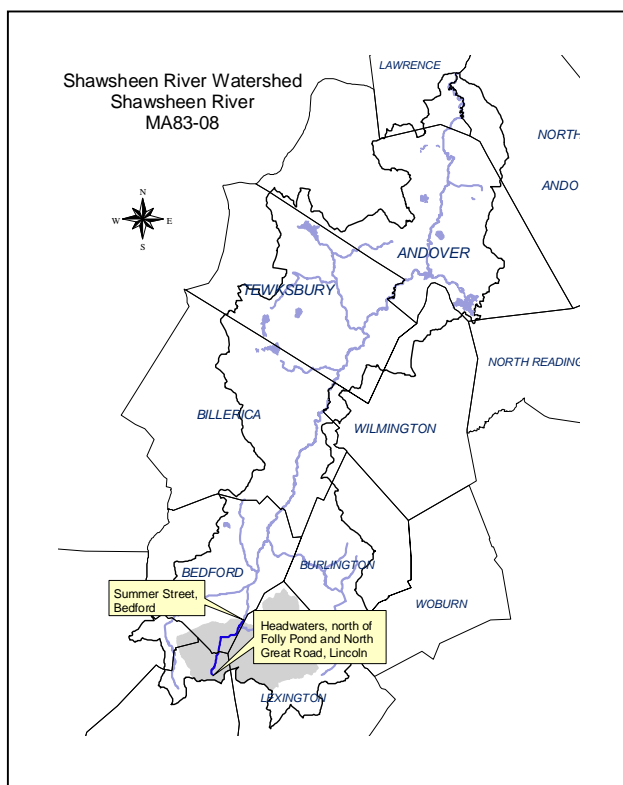 Shawsheen River Watershed
Shawsheen River
MA83-08
LAWRENCE
NORTH
ANDO
N
W
E
S
ANDOVER
TEWKSBURY
NORTH READING
BILLERICA
WILMINGTON
BEDFORD
BURLINGTON
WOBURN
Summer Street,
Bedford
Headwaters, north of
Folly Pond and North
Great Road, Lincoln
LEXINGTON